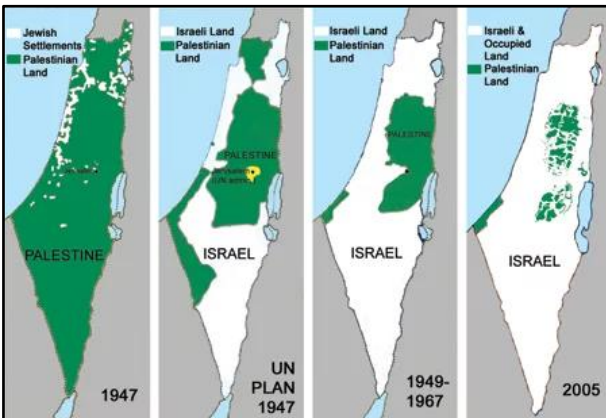 Jewish
Settlements
Palestinian
Land
PALESTINE
1947
Israeli Land
Palestinian
Land
PALESTINE
Jerusalem
ISRAEL
UN
PLAN
1947
Israeli Land
Palestinian
Land
PALESTINE
ISRAEL
1949-
1967
Israeli &
Occupied
Land
Palestinian
Land
ISRAEL
2005